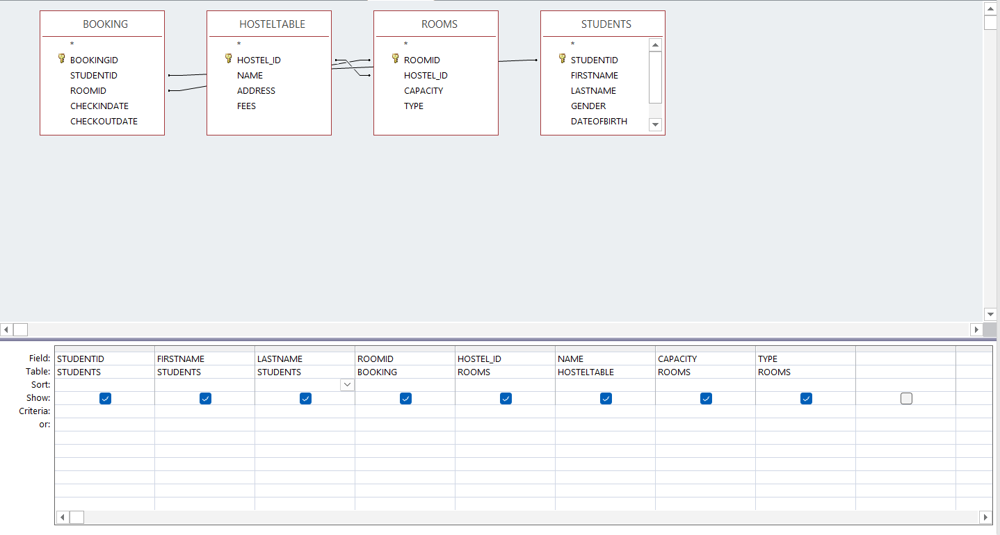 BOOKING
*
BOOKINGID
STUDENTID
ROOMID
CHECKINDATE
CHECKOUTDATE
HOSTELTABLE
*
HOSTEL_ID
NAME
ADDRESS
FEES
ROOMS
*
ROOMID
HOSTEL_ID
CAPACITY
TYPE
STUDENTS
*
STUDENTID
FIRSTNAME
LASTNAME
GENDER
DATEOFBIRTH
Field: STUDENTID FIRSTNAME LASTNAME ROOMID HOSTEL_ID NAME CAPACITY TYPE
Table: STUDENTS STUDENTS STUDENTS BOOKING ROOMS HOSTELTABLE ROOMS ROOMS
Sort:
Show:
Criteria:
or: